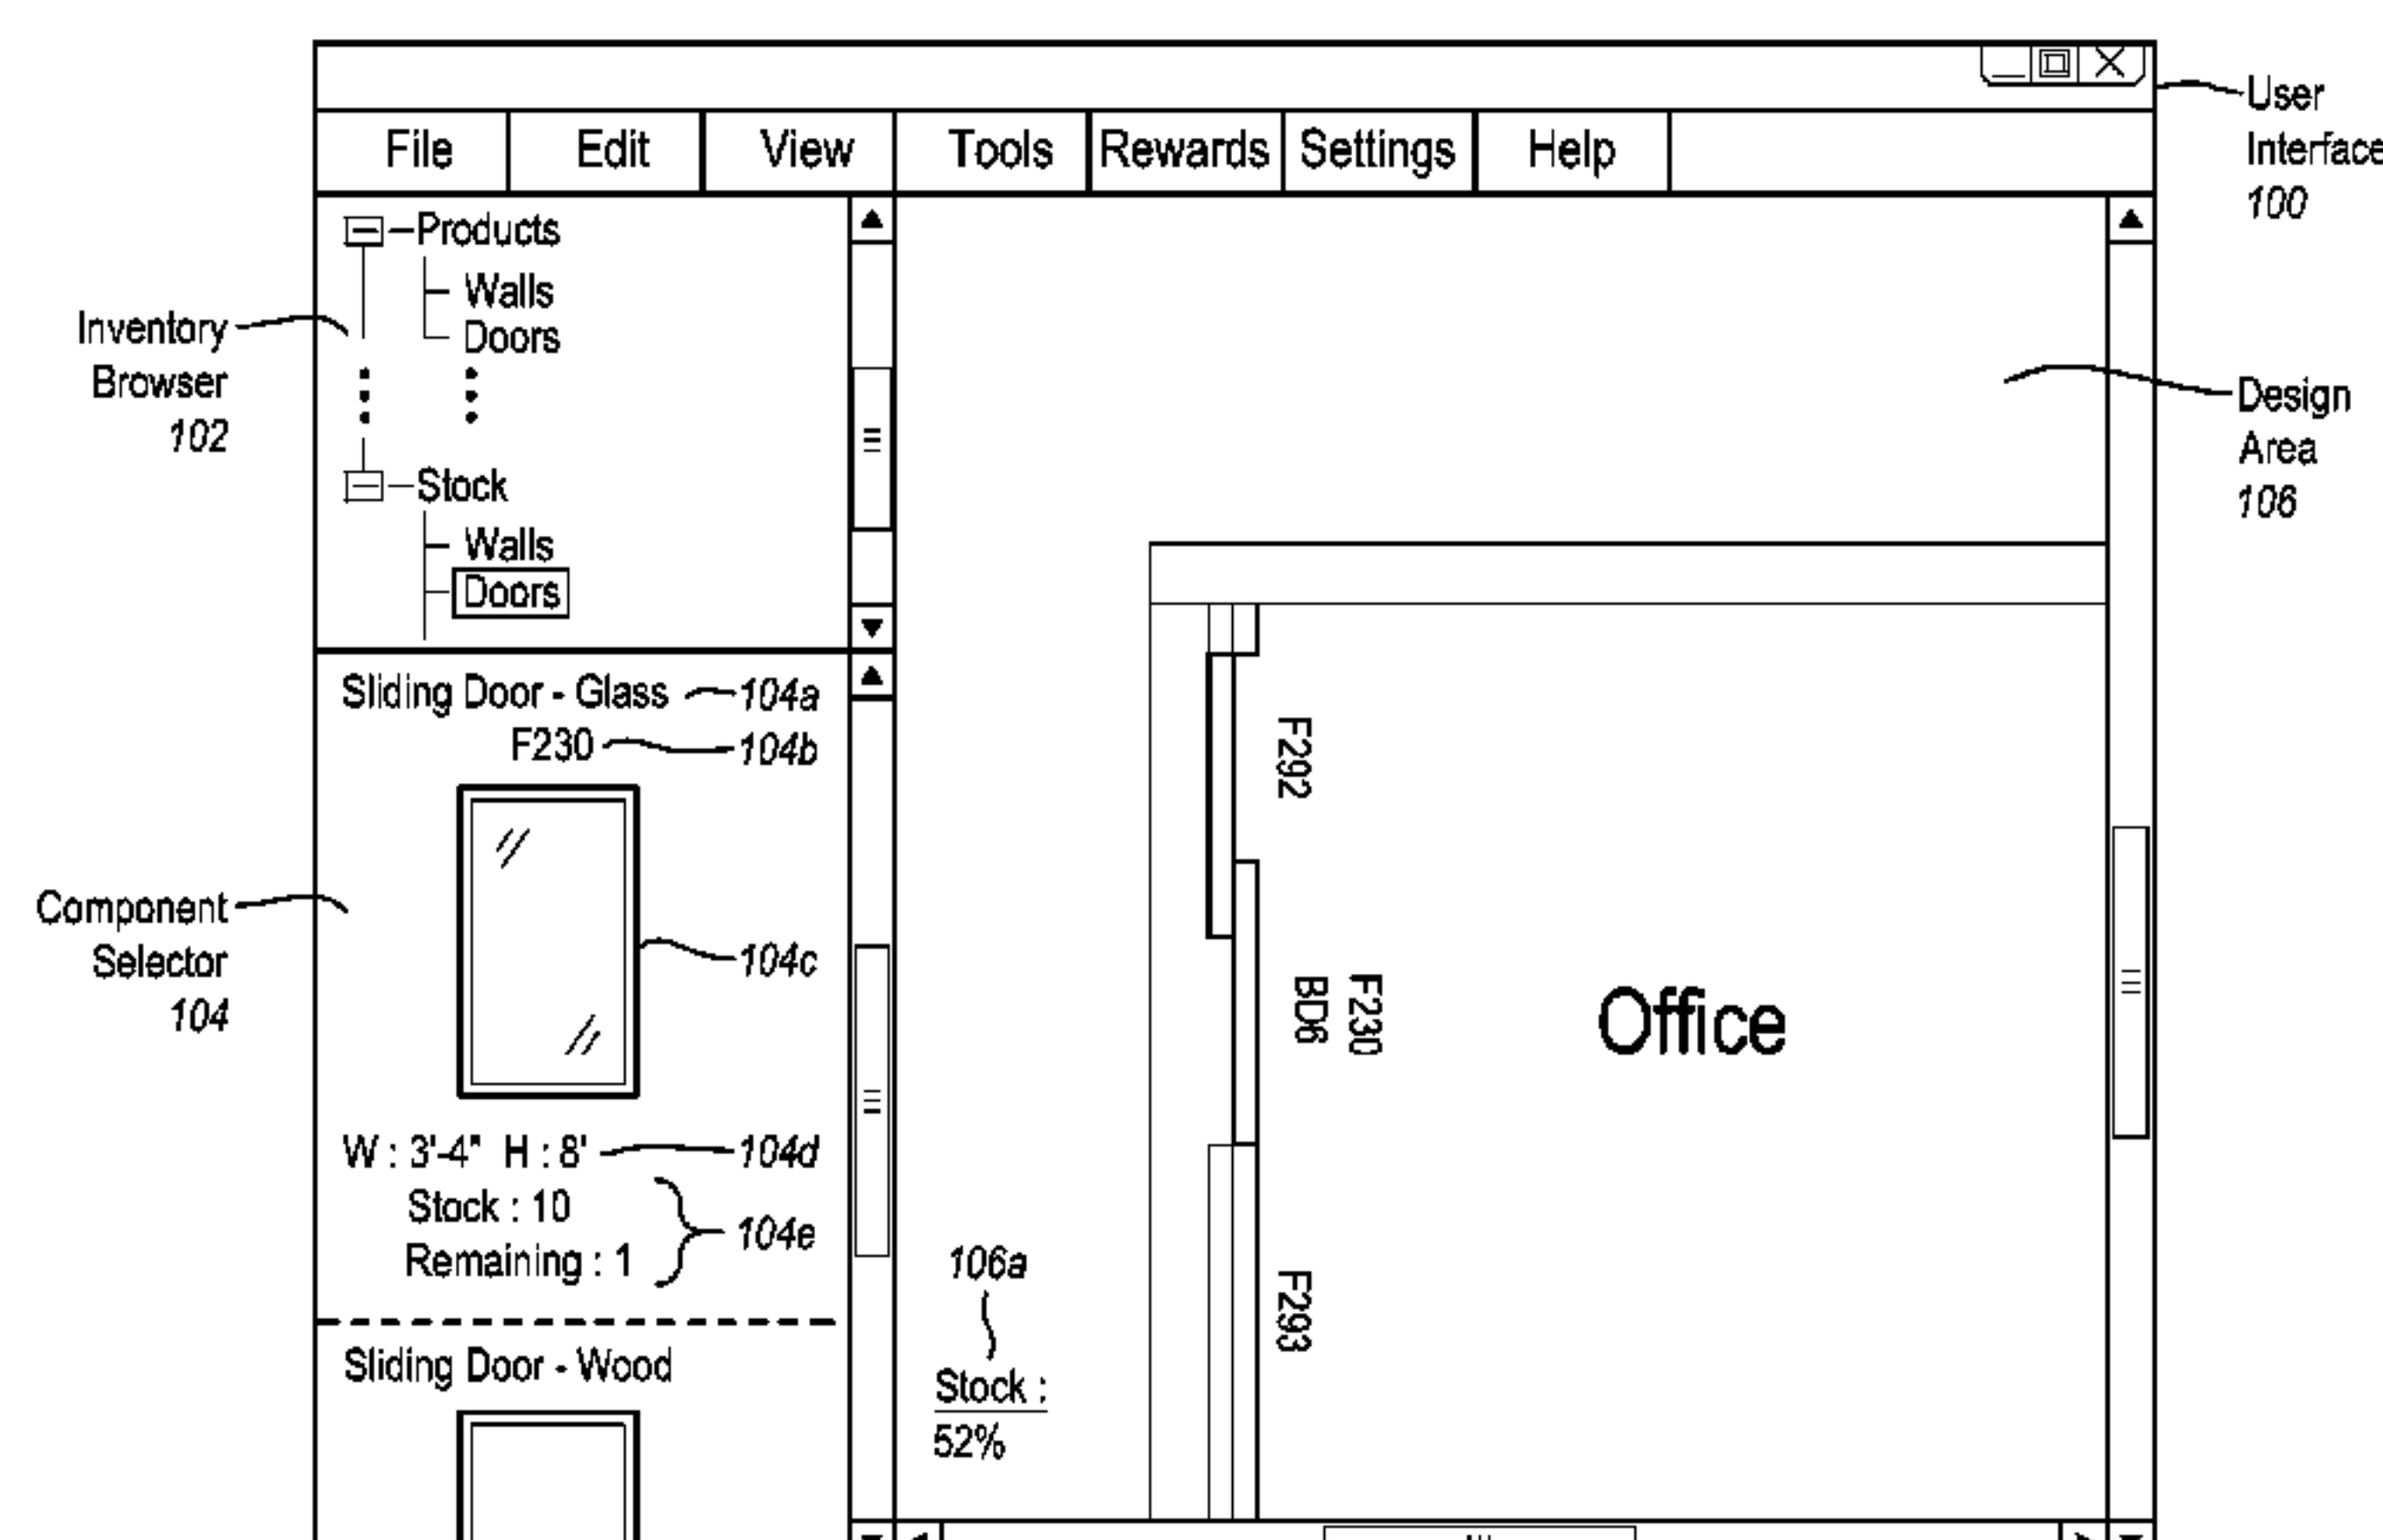 File Edit View Tools Rewards Settings Help
User
Interface
100
Products
Walls
Doors
Inventory
Browser
102
Stock
Walls
Doors
Design
Area
106
Sliding Door - Glass 104a
F230 104b
104c
Component
Selector
104
W : 3'-4" H : 8' 104d
Stock : 10
Remaining : 1
104e
Sliding Door - Wood
F292
F230
BD6
Office
F293
106a
Stock :
52%